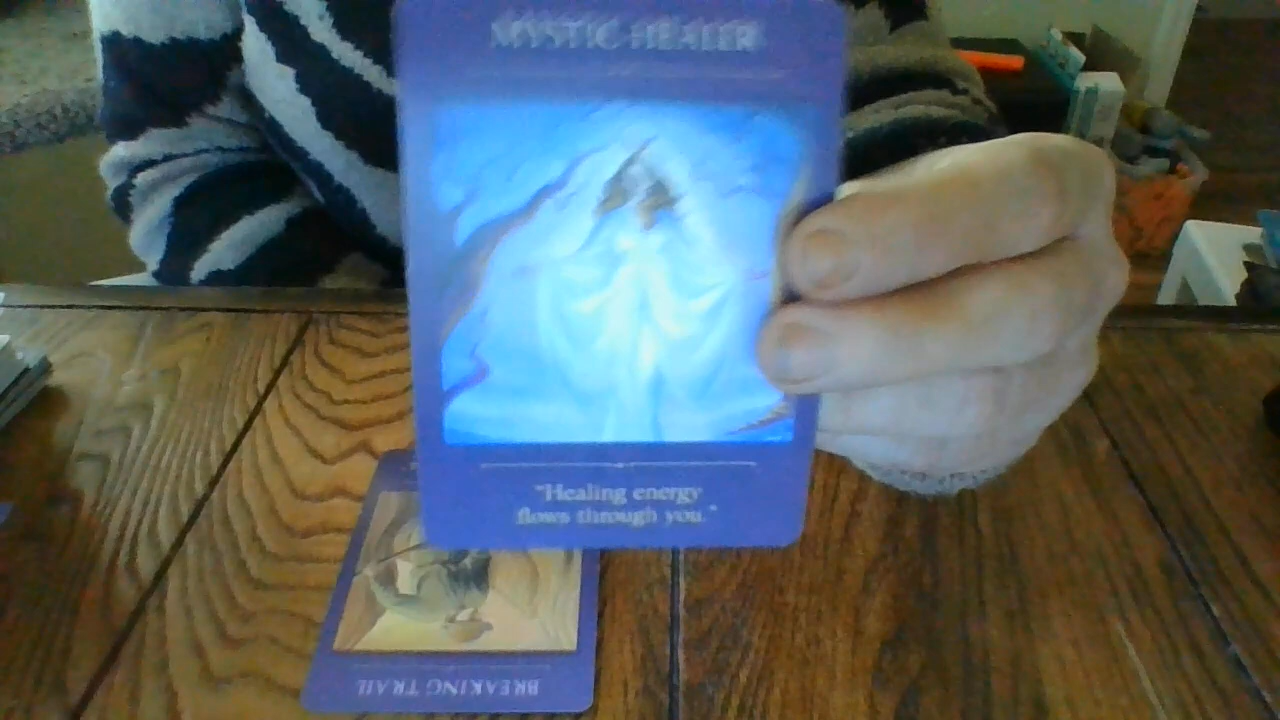 MYSTIC HEALER
"Healing energy
flows through you."
BREAKING TRAIL